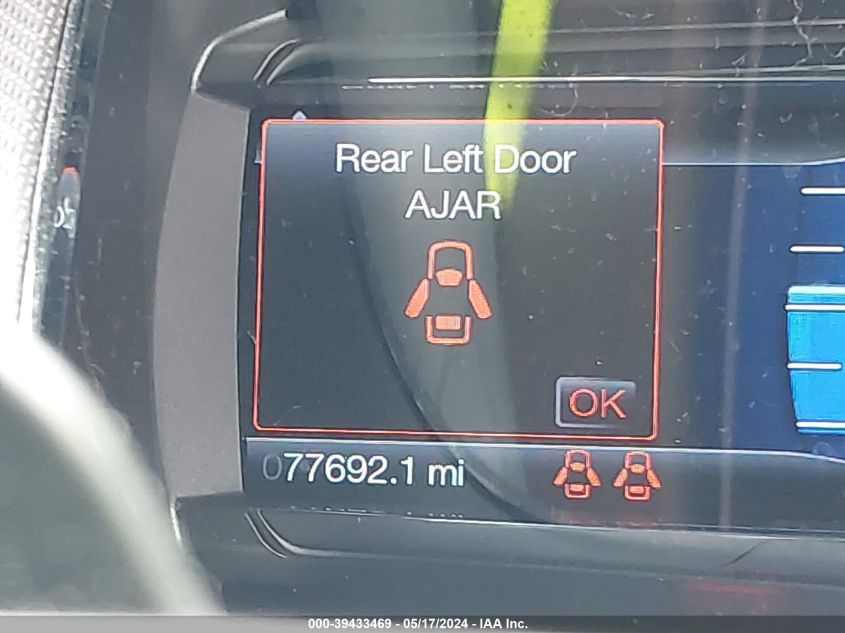 Rear Left Door
AJAR
OK
077692.1 mi
000-39433469 - 05/17/2024 - IAA Inc.